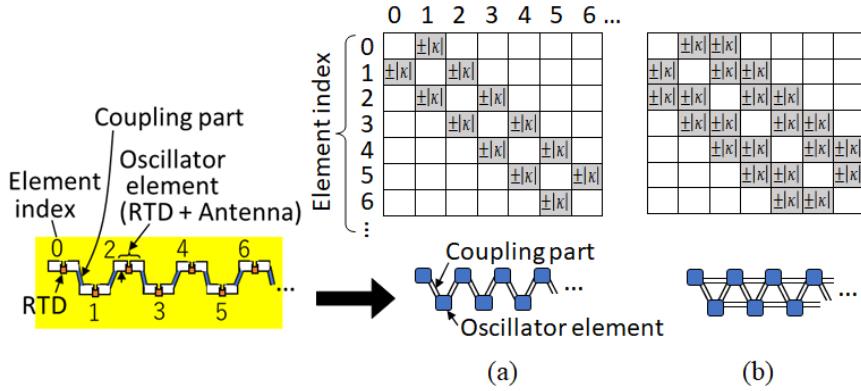 0 1 2 3 4 5 6 ...
0 ±|κ| ±|κ| ±|κ|
1 ±|κ| ±|κ| ±|κ| ±|κ| ±|κ|
2 ±|κ| ±|κ| ±|κ| ±|κ| ±|κ| ±|κ|
3 ±|κ| ±|κ| ±|κ| ±|κ| ±|κ| ±|κ|
4 ±|κ| ±|κ| ±|κ| ±|κ| ±|κ| ±|κ|
5 ±|κ| ±|κ| ±|κ| ±|κ| ±|κ|
6 ±|κ| ±|κ| ±|κ|
...
Element index
Coupling part
Oscillator
element
(RTD + Antenna)
Element
index
0 2 4 6
...
RTD
1 3 5
Coupling part
...
Oscillator element
...
(a)
(b)